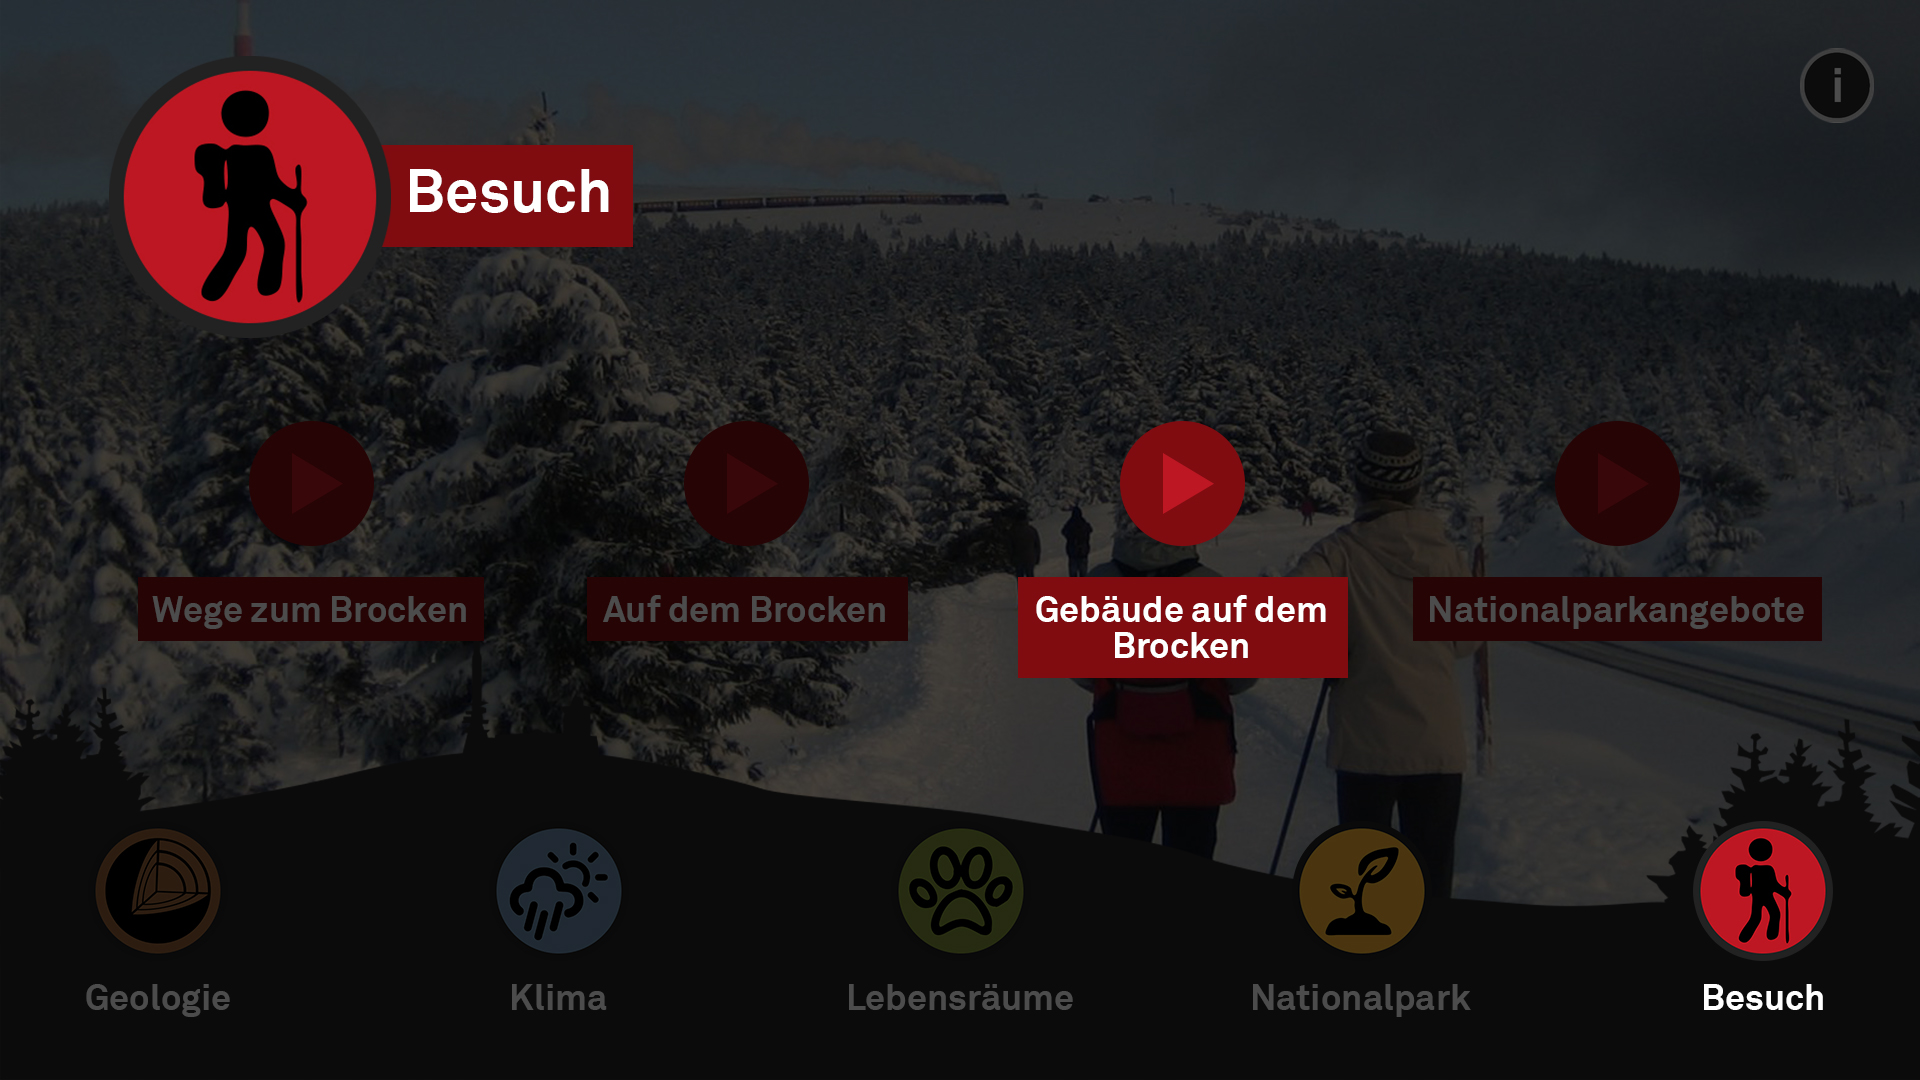 i
Besuch
Wege zum Brocken
Auf dem Brocken
Gebäude auf dem
Brocken
Nationalparkangebote
Geologie
Klima
Lebensräume
Nationalpark
Besuch